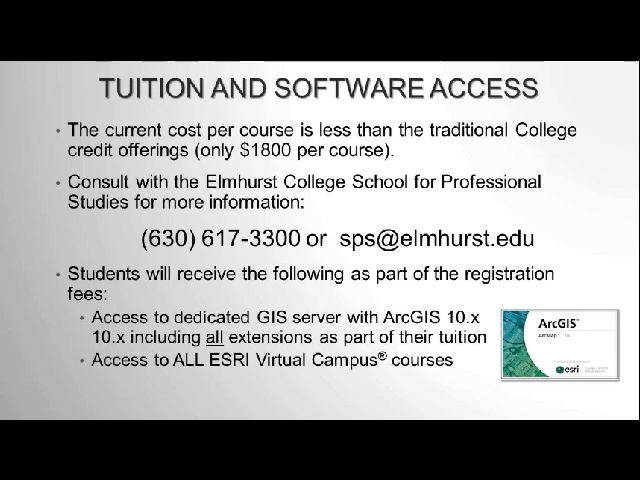 TUITION AND SOFTWARE ACCESS
• The current cost per course is less than the traditional College
credit offerings (only $1800 per course).
• Consult with the Elmhurst College School for Professional
Studies for more information:
(630) 617-3300 or sps@elmhurst.edu
• Students will receive the following as part of the registration
fees:
• Access to dedicated GIS server with ArcGIS 10.x
10.x including all extensions as part of their tuition
• Access to ALL ESRI Virtual Campus® courses
ArcGIS™
esri